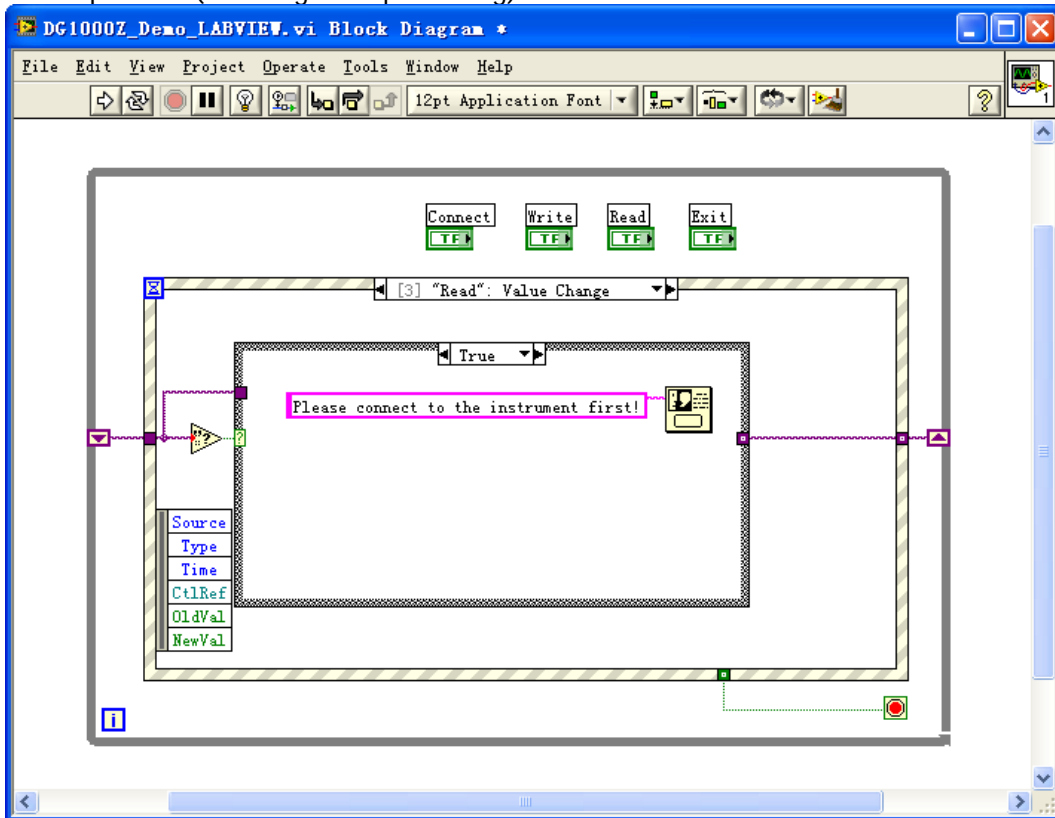 DG1000Z_Demo_LABVIEW.vi Block Diagram *
File Edit View Project Operate Tools Window Help
12pt Application Font
1
Connect Write Read Exit
TF TF TF TF
[3] "Read": Value Change
True
Please connect to the instrument first!
"?
?
Source
Type
Time
CtlRef
OldVal
NewVal
i